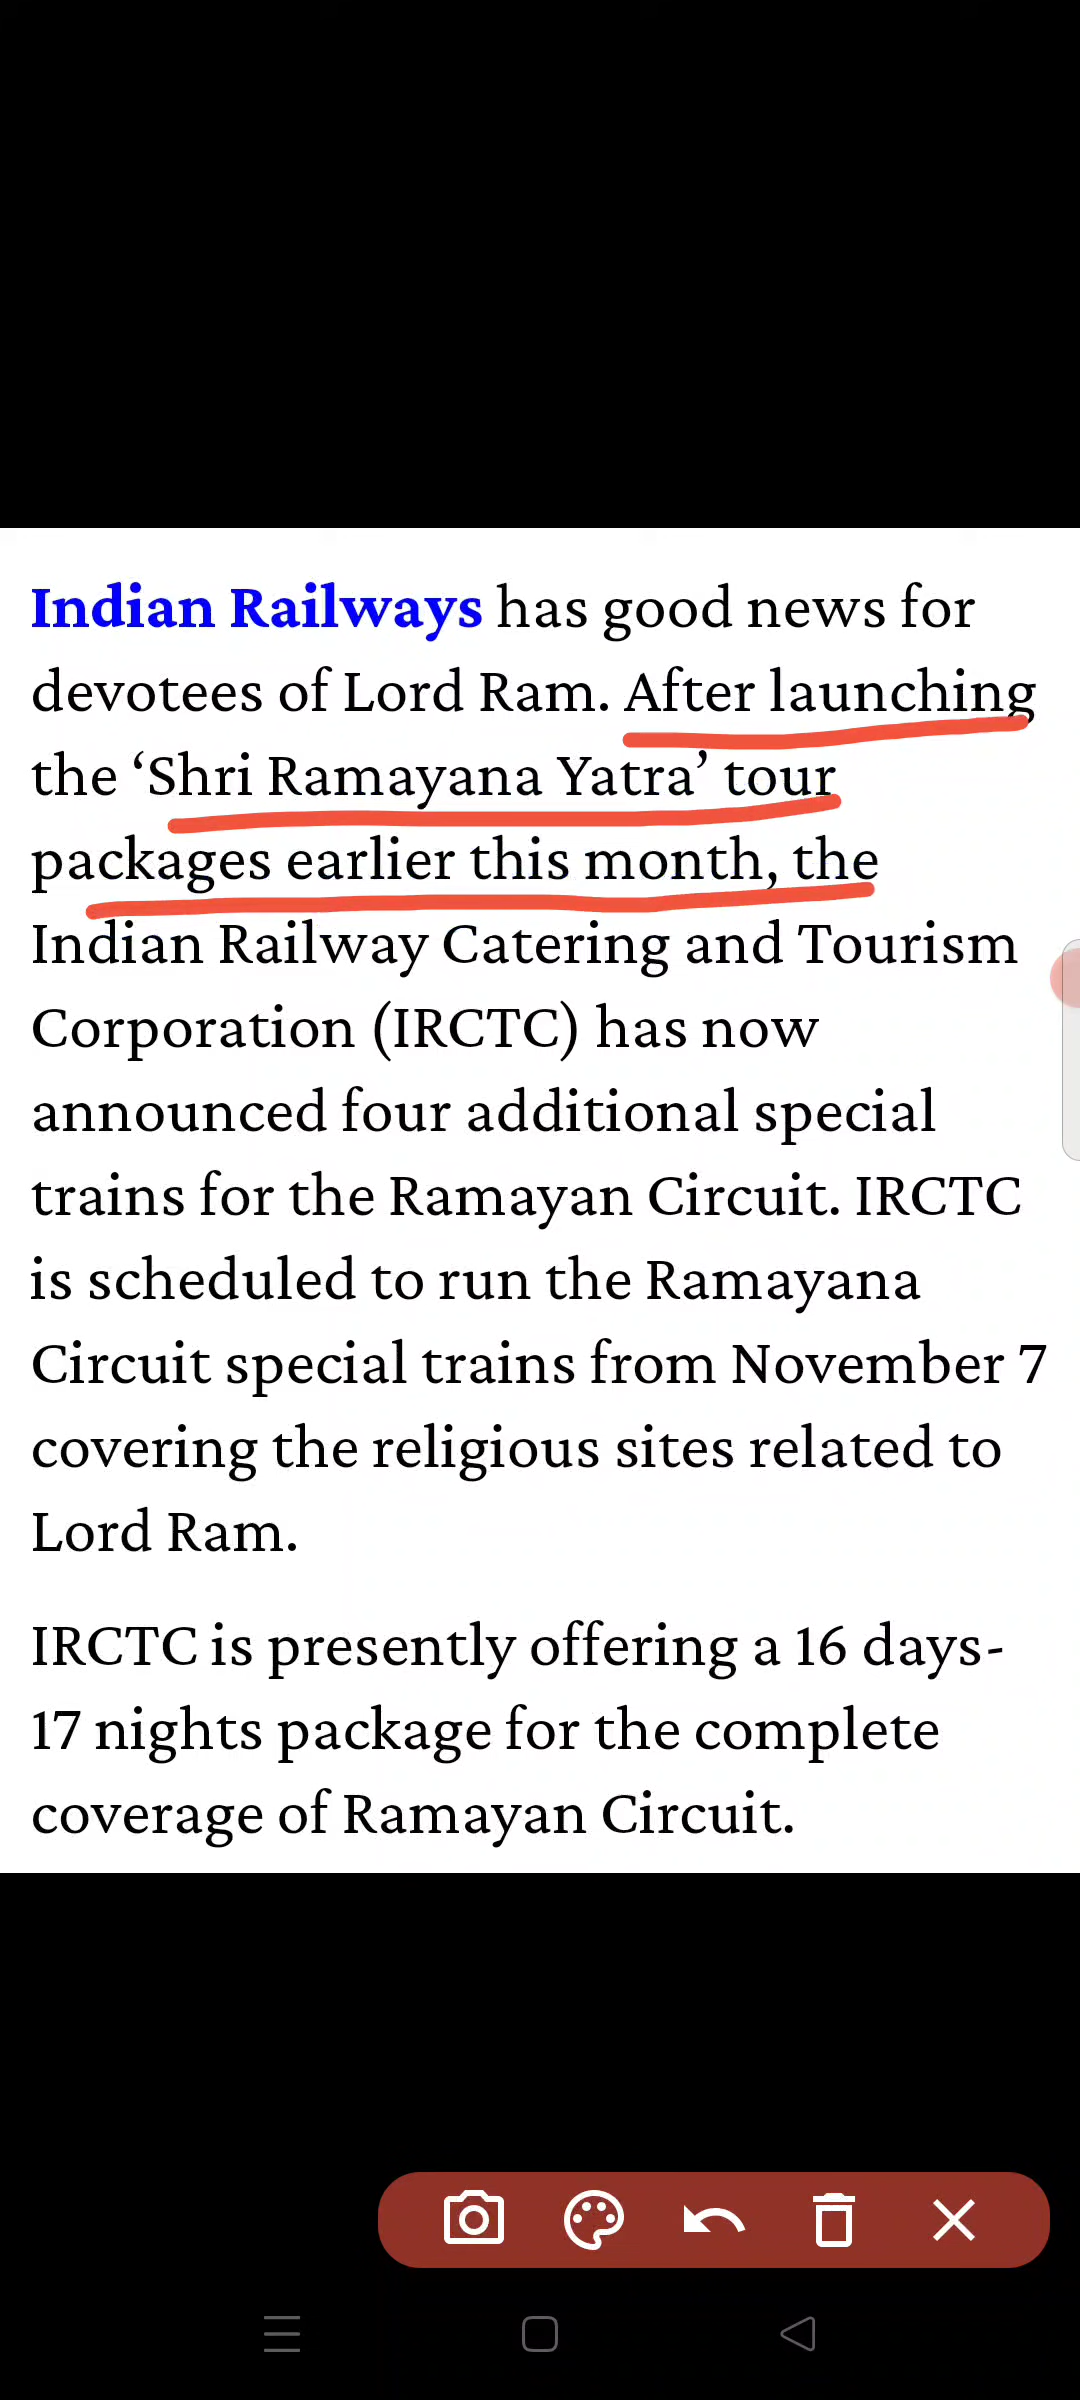 Indian Railways has good news for
devotees of Lord Ram. After launching
the ‘Shri Ramayana Yatra’ tour
packages earlier this month, the
Indian Railway Catering and Tourism
Corporation (IRCTC) has now
announced four additional special
trains for the Ramayan Circuit. IRCTC
is scheduled to run the Ramayana
Circuit special trains from November 7
covering the religious sites related to
Lord Ram.
IRCTC is presently offering a 16 days-
17 nights package for the complete
coverage of Ramayan Circuit.